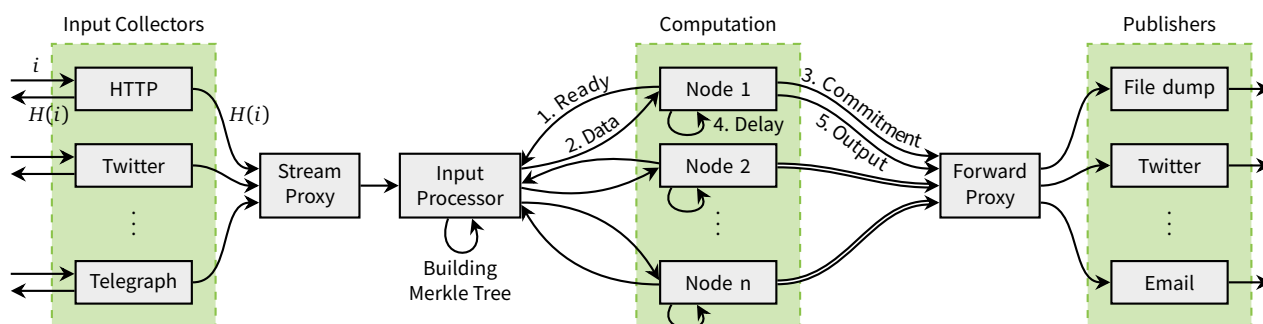 Input Collectors
Computation
Publishers
i
H(i)
HTTP
H(i)
Twitter
⋮
Telegraph
Stream
Proxy
Input
Processor
Building
Merkle Tree
1. Ready
2. Data
Node 1
4. Delay
Node 2
⋮
Node n
3. Commitment
5. Output
Forward
Proxy
File dump
Twitter
⋮
Email